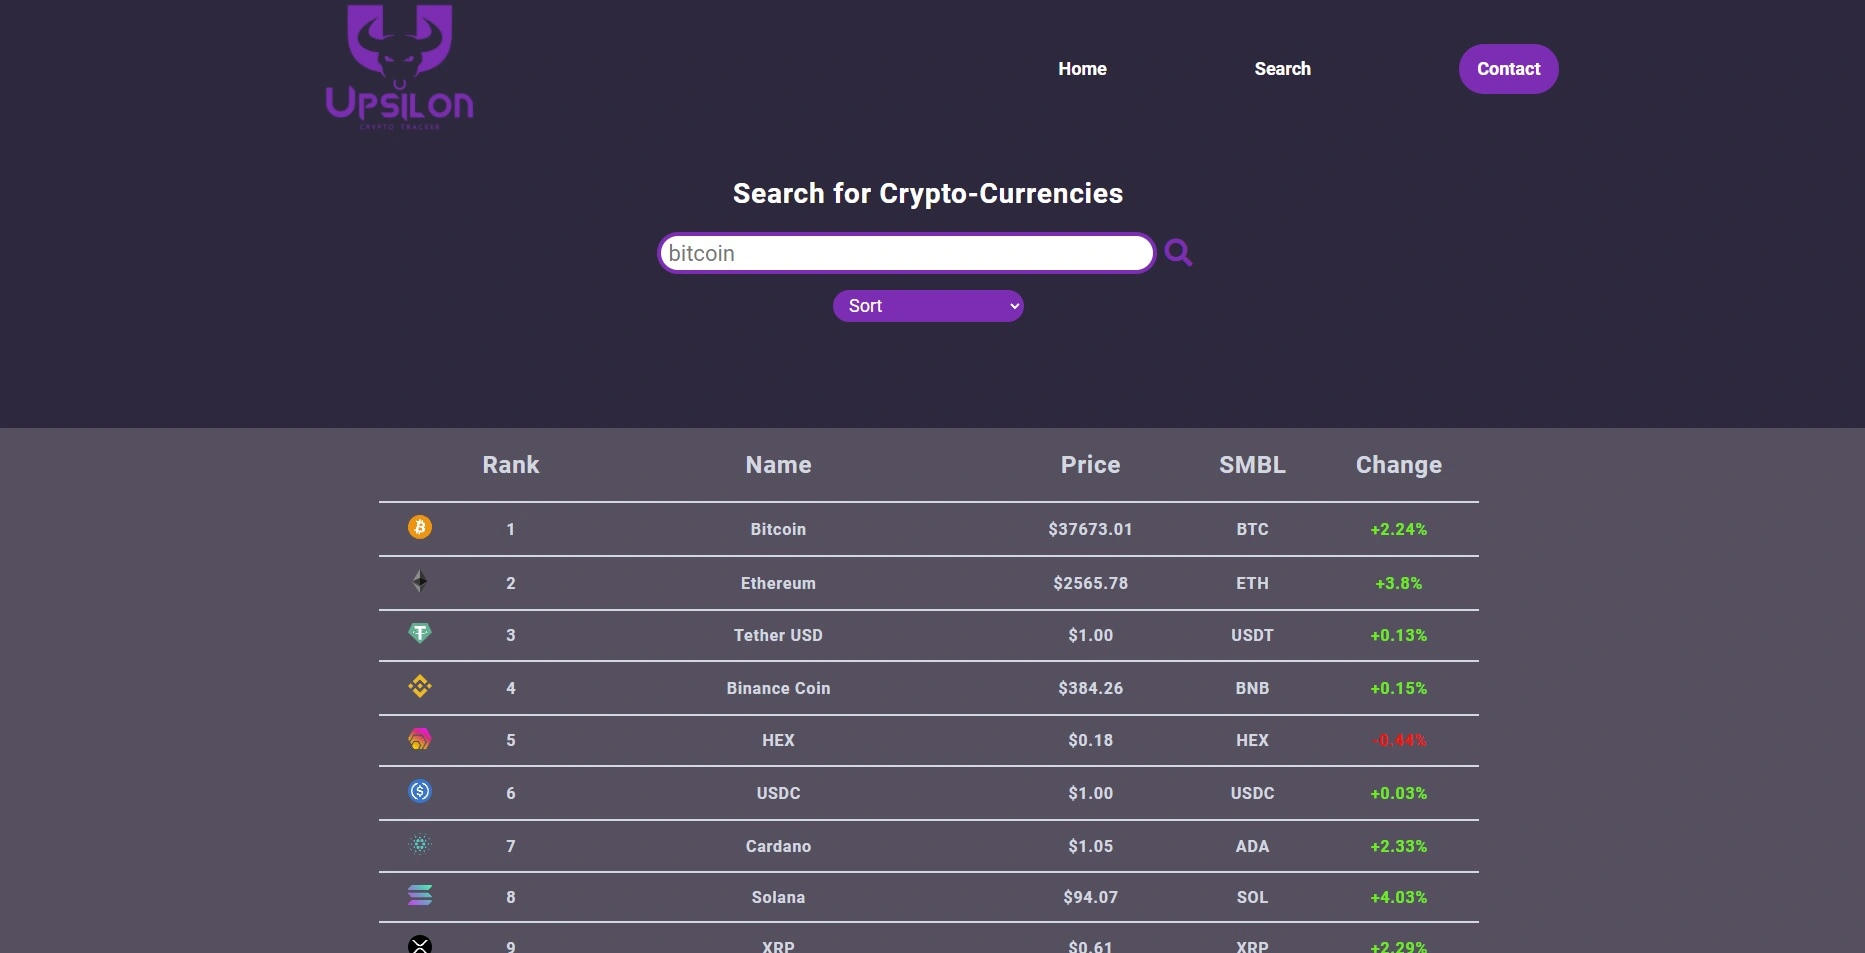 UPSILON
CRYPTO TRACKER
Home Search Contact
Search for Crypto-Currencies
bitcoin
Sort
Rank Name Price SMBL Change
1 Bitcoin $37673.01 BTC +2.24%
2 Ethereum $2565.78 ETH +3.8%
3 Tether USD $1.00 USDT +0.13%
4 Binance Coin $384.26 BNB +0.15%
5 HEX $0.18 HEX -0.44%
6 USDC $1.00 USDC +0.03%
7 Cardano $1.05 ADA +2.33%
8 Solana $94.07 SOL +4.03%
9 XRP $0.61 XRP +2.29%